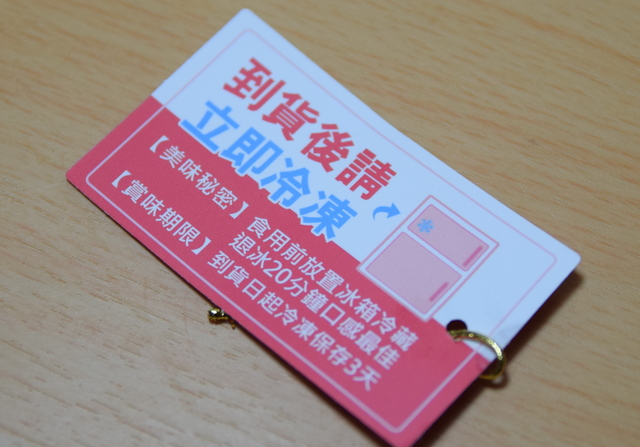 到貨後請
立即冷凍
【美味秘密】食用前放置冰箱冷藏
退冰20分鐘口感最佳
【賞味期限】到貨日起冷凍保存3天